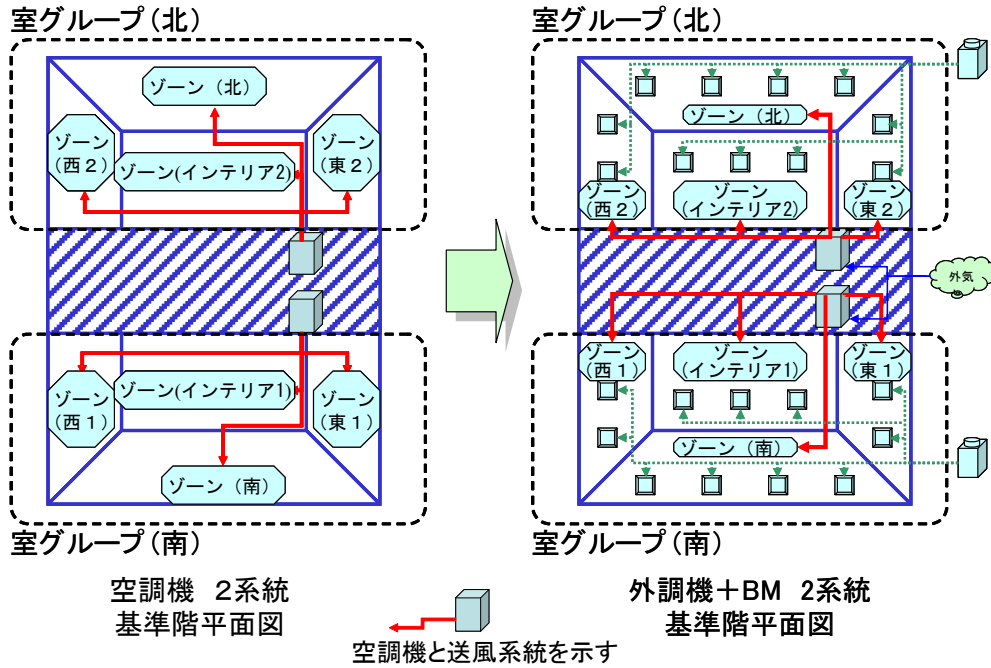 室グループ(北)
ゾーン (北)
ゾーン
(西2)
ゾーン(インテリア2)
ゾーン
(東2)
ゾーン
(西1)
ゾーン(インテリア1)
ゾーン
(東1)
ゾーン (南)
室グループ(南)
空調機 2系統
基準階平面図
室グループ(北)
ゾーン (北)
ゾーン
(西2)
ゾーン
(インテリア2)
ゾーン
(東2)
外気
ゾーン
(西1)
ゾーン
(インテリア1)
ゾーン
(東1)
ゾーン (南)
室グループ(南)
外調機+BM 2系統
基準階平面図
空調機と送風系統を示す